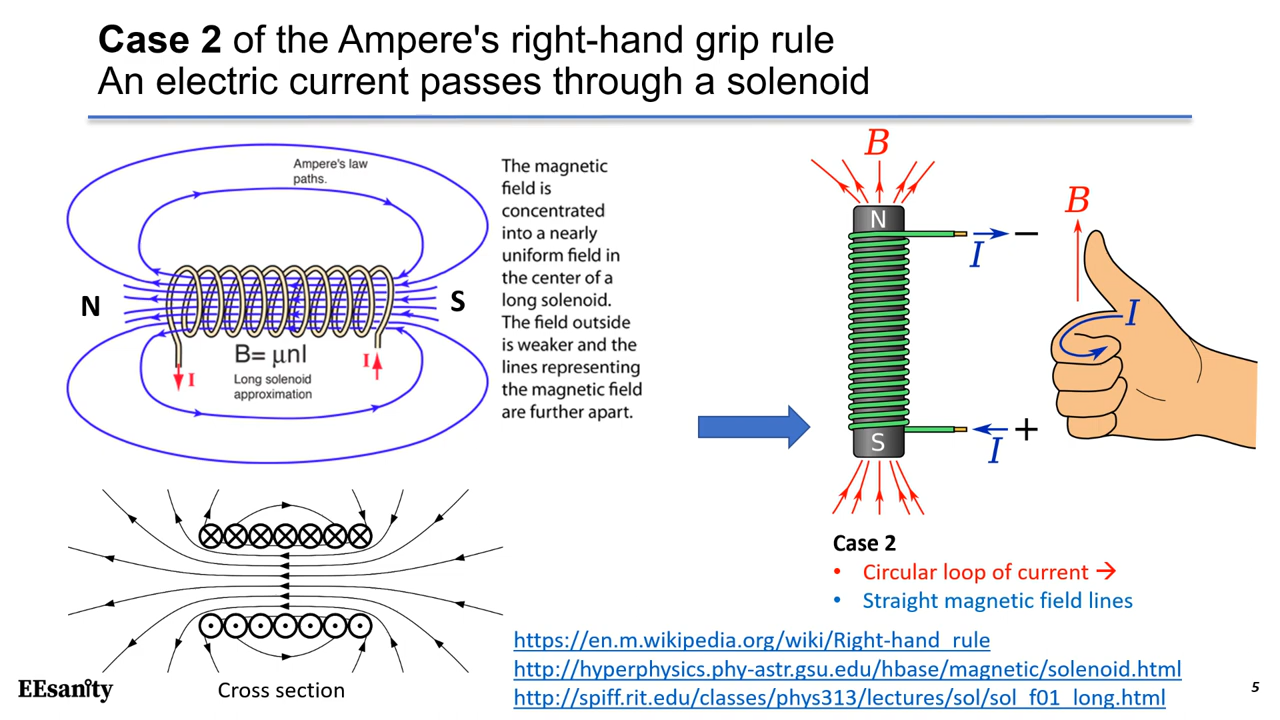 Case 2 of the Ampere's right-hand grip rule
An electric current passes through a solenoid
Ampere's law
paths.
N
S
B= μnI
Long solenoid
approximation
I
I
The magnetic
field is
concentrated
into a nearly
uniform field in
the center of a
long solenoid.
The field outside
is weaker and the
lines representing
the magnetic field
are further apart.
B
N
I
−
S
I
+
B
I
Case 2
• Circular loop of current →
• Straight magnetic field lines
Cross section
https://en.m.wikipedia.org/wiki/Right-hand_rule
http://hyperphysics.phy-astr.gsu.edu/hbase/magnetic/solenoid.html
http://spiff.rit.edu/classes/phys313/lectures/sol/sol_f01_long.html
EEsanity
5